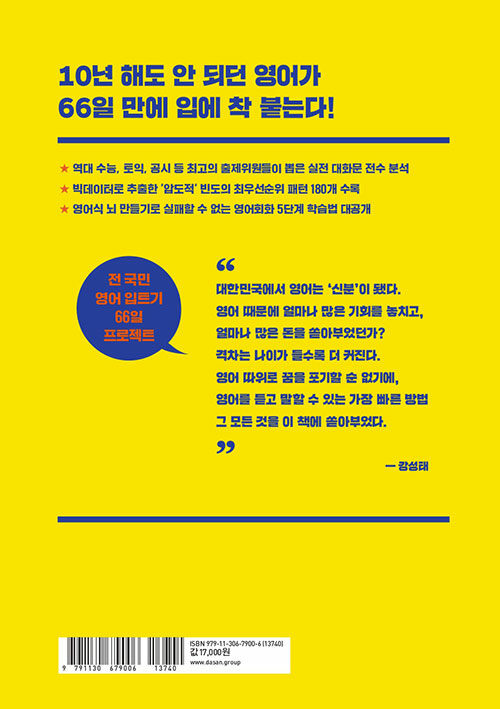 10년 해도 안 되던 영어가
66일 만에 입에 착 붙는다!
★ 역대 수능, 토익, 공시 등 최고의 출제위원들이 뽑은 실전 대화문 전수 분석
★ 빅데이터로 추출한 '압도적' 빈도의 최우선순위 패턴 180개 수록
★ 영어식 뇌 만들기로 실패할 수 없는 영어회화 5단계 학습법 대공개
전 국민
영어 입트기
66일
프로젝트
“
대한민국에서 영어는 ‘신분’이 됐다.
영어 때문에 얼마나 많은 기회를 놓치고,
얼마나 많은 돈을 쏟아부었던가?
격차는 나이가 들수록 더 커진다.
영어 따위로 꿈을 포기할 순 없기에,
영어를 듣고 말할 수 있는 가장 빠른 방법
그 모든 것을 이 책에 쏟아부었다.
”
— 강성태
ISBN 979-11-306-7900-6 (13740)
값 17,000원
www.dasan.group
9 791130 679006
13740